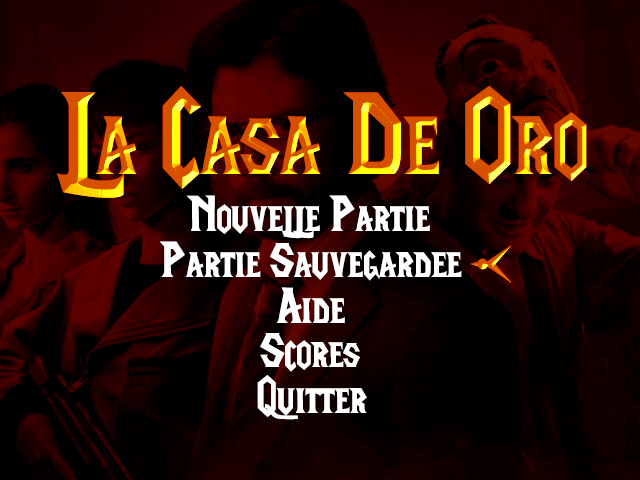 La Casa De Oro
Nouvelle Partie
Partie Sauvegardee
Aide
Scores
Quitter